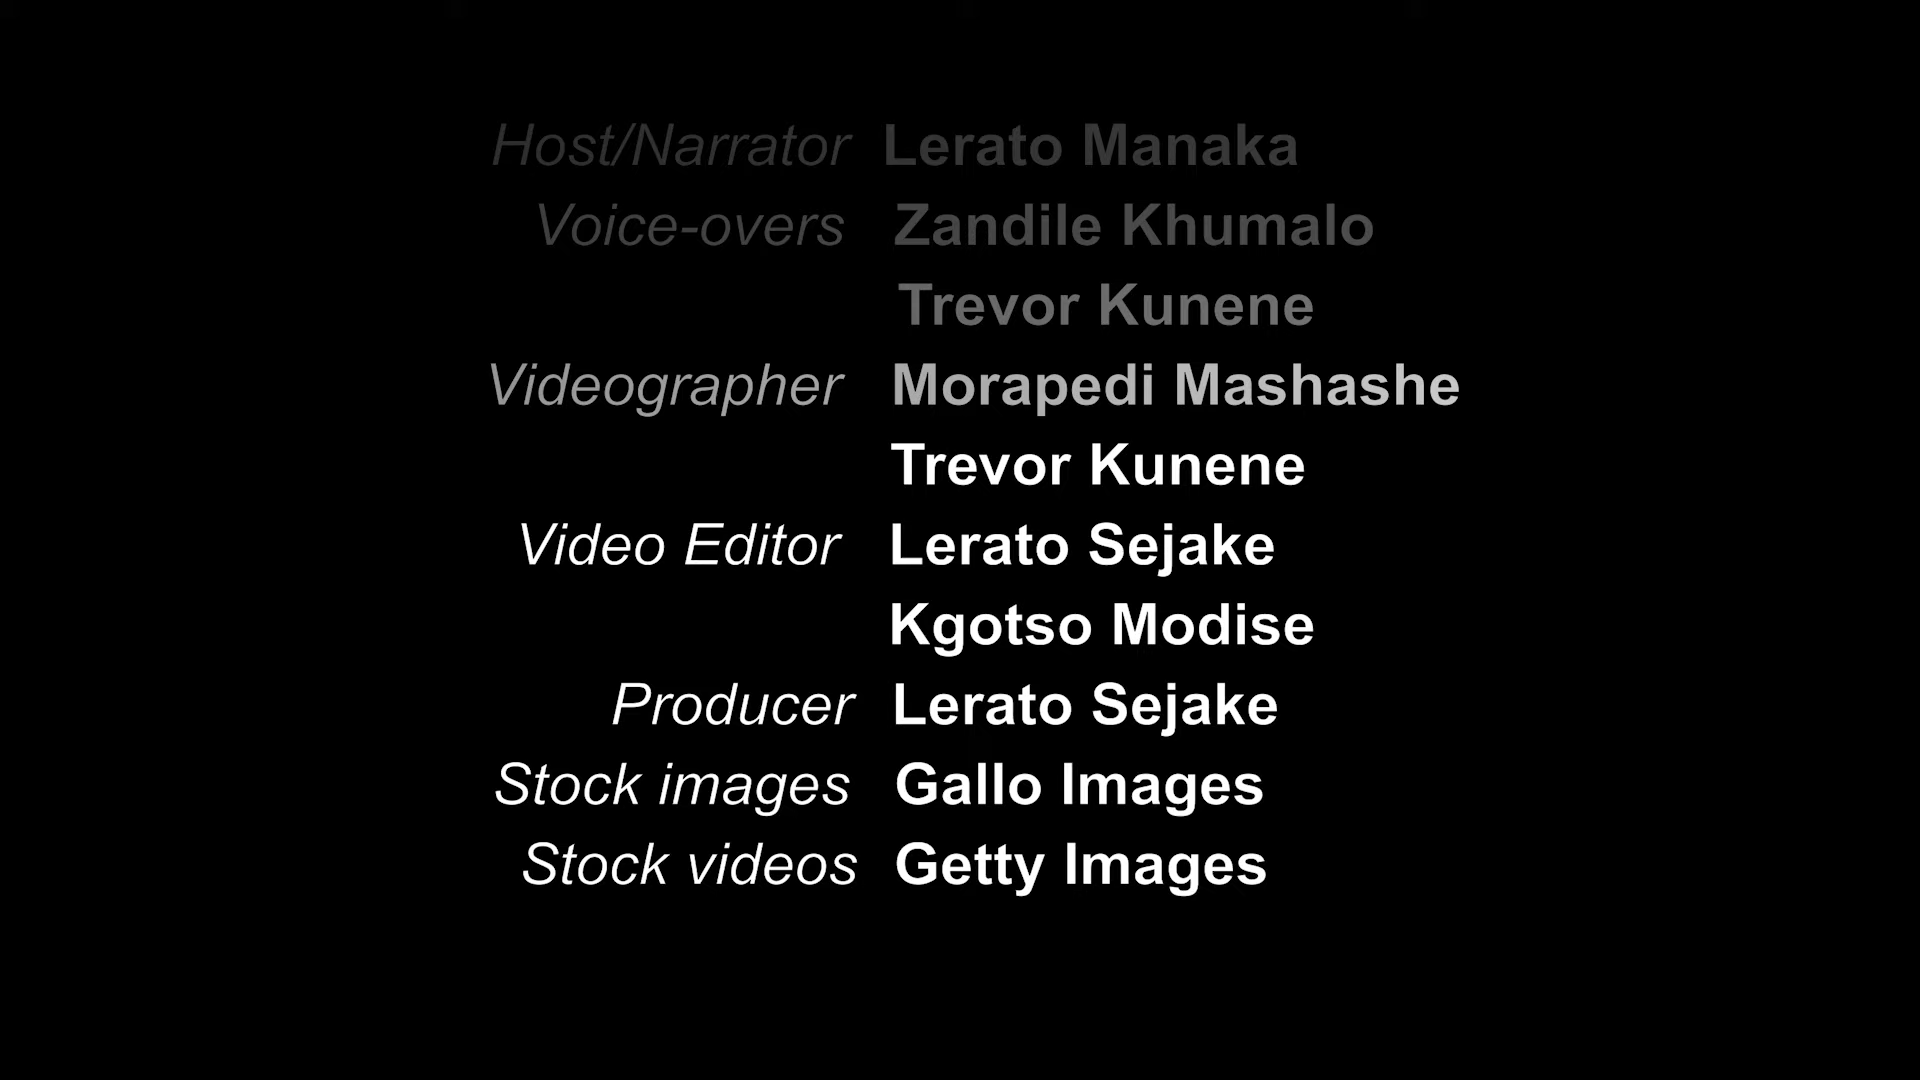 Host/Narrator Lerato Manaka
Voice-overs Zandile Khumalo
Trevor Kunene
Videographer Morapedi Mashashe
Trevor Kunene
Video Editor Lerato Sejake
Kgotso Modise
Producer Lerato Sejake
Stock images Gallo Images
Stock videos Getty Images